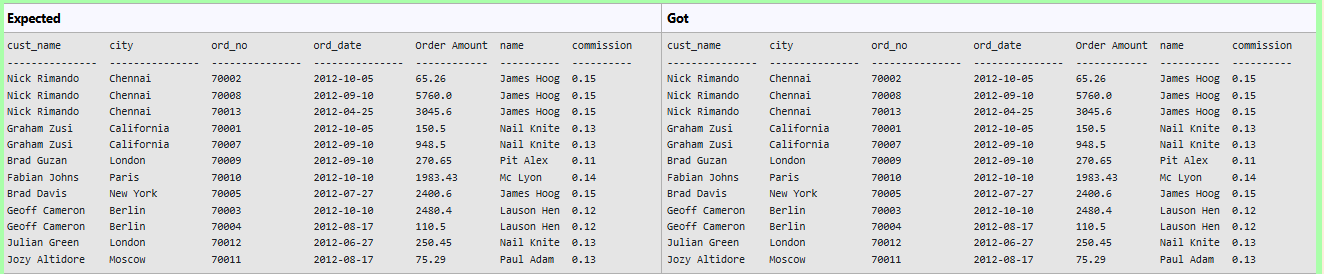 Expected Got
cust_name city ord_no ord_date Order Amount name commission cust_name city ord_no ord_date Order Amount name commission
--------------- --------------- --------------- --------------- ------------ ---------- ---------- --------------- --------------- --------------- --------------- ------------ ---------- ----------
Nick Rimando Chennai 70002 2012-10-05 65.26 James Hoog 0.15 Nick Rimando Chennai 70002 2012-10-05 65.26 James Hoog 0.15
Nick Rimando Chennai 70008 2012-09-10 5760.0 James Hoog 0.15 Nick Rimando Chennai 70008 2012-09-10 5760.0 James Hoog 0.15
Nick Rimando Chennai 70013 2012-04-25 3045.6 James Hoog 0.15 Nick Rimando Chennai 70013 2012-04-25 3045.6 James Hoog 0.15
Graham Zusi California 70001 2012-10-05 150.5 Nail Knite 0.13 Graham Zusi California 70001 2012-10-05 150.5 Nail Knite 0.13
Graham Zusi California 70007 2012-09-10 948.5 Nail Knite 0.13 Graham Zusi California 70007 2012-09-10 948.5 Nail Knite 0.13
Brad Guzan London 70009 2012-09-10 270.65 Pit Alex 0.11 Brad Guzan London 70009 2012-09-10 270.65 Pit Alex 0.11
Fabian Johns Paris 70010 2012-10-10 1983.43 Mc Lyon 0.14 Fabian Johns Paris 70010 2012-10-10 1983.43 Mc Lyon 0.14
Brad Davis New York 70005 2012-07-27 2400.6 James Hoog 0.15 Brad Davis New York 70005 2012-07-27 2400.6 James Hoog 0.15
Geoff Cameron Berlin 70003 2012-10-10 2480.4 Lauson Hen 0.12 Geoff Cameron Berlin 70003 2012-10-10 2480.4 Lauson Hen 0.12
Geoff Cameron Berlin 70004 2012-08-17 110.5 Lauson Hen 0.12 Geoff Cameron Berlin 70004 2012-08-17 110.5 Lauson Hen 0.12
Julian Green London 70012 2012-06-27 250.45 Nail Knite 0.13 Julian Green London 70012 2012-06-27 250.45 Nail Knite 0.13
Jozy Altidore Moscow 70011 2012-08-17 75.29 Paul Adam 0.13 Jozy Altidore Moscow 70011 2012-08-17 75.29 Paul Adam 0.13